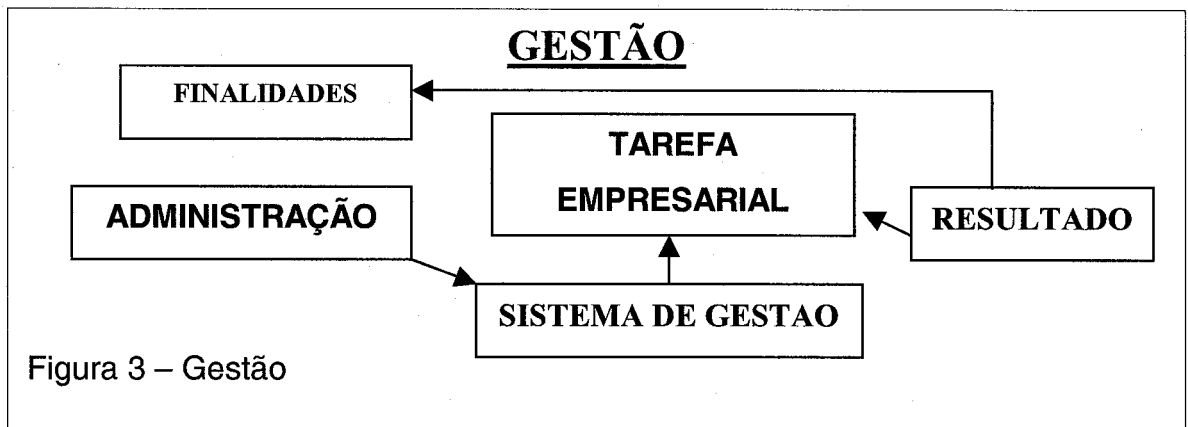 GESTÃO
FINALIDADES
TAREFA
EMPRESARIAL
ADMINISTRAÇÃO
RESULTADO
SISTEMA DE GESTAO
Figura 3 – Gestão